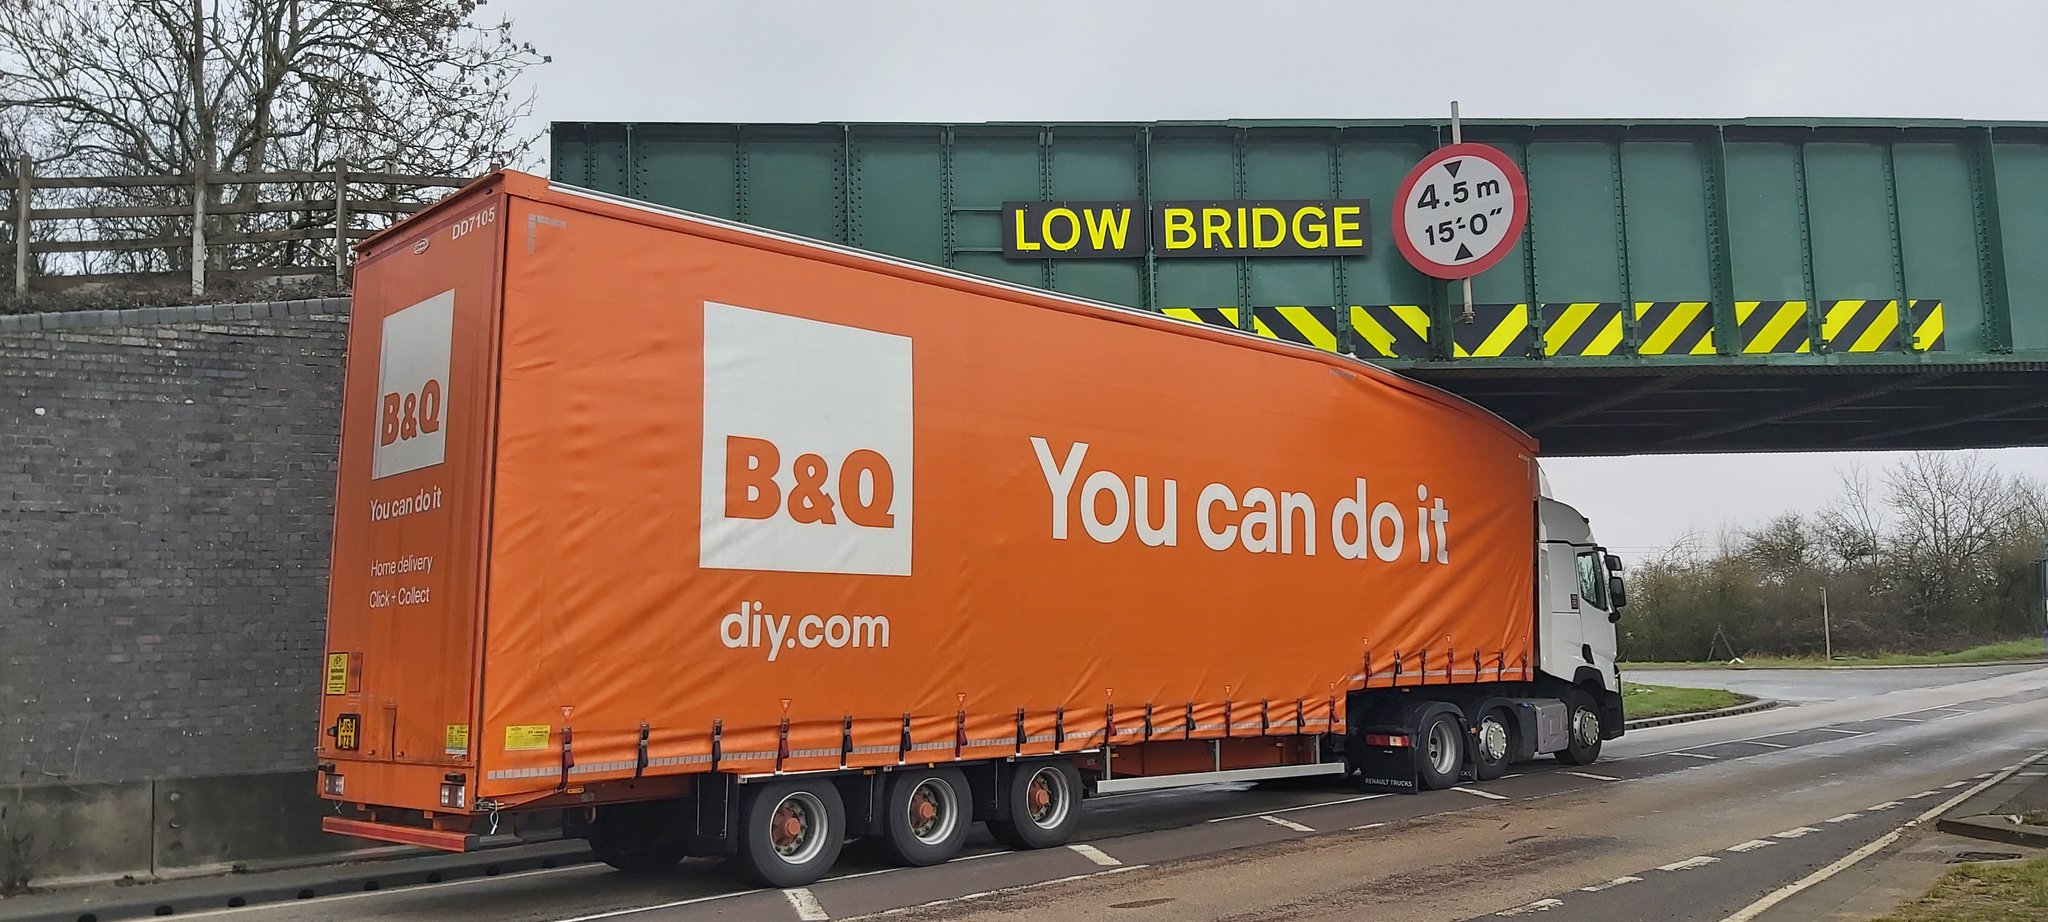 LOW BRIDGE
4.5 m
15'-0"
DD7105
B&Q
You can do it
Home delivery
Click + Collect
B&Q
diy.com
You can do it
RENAULT TRUCKS